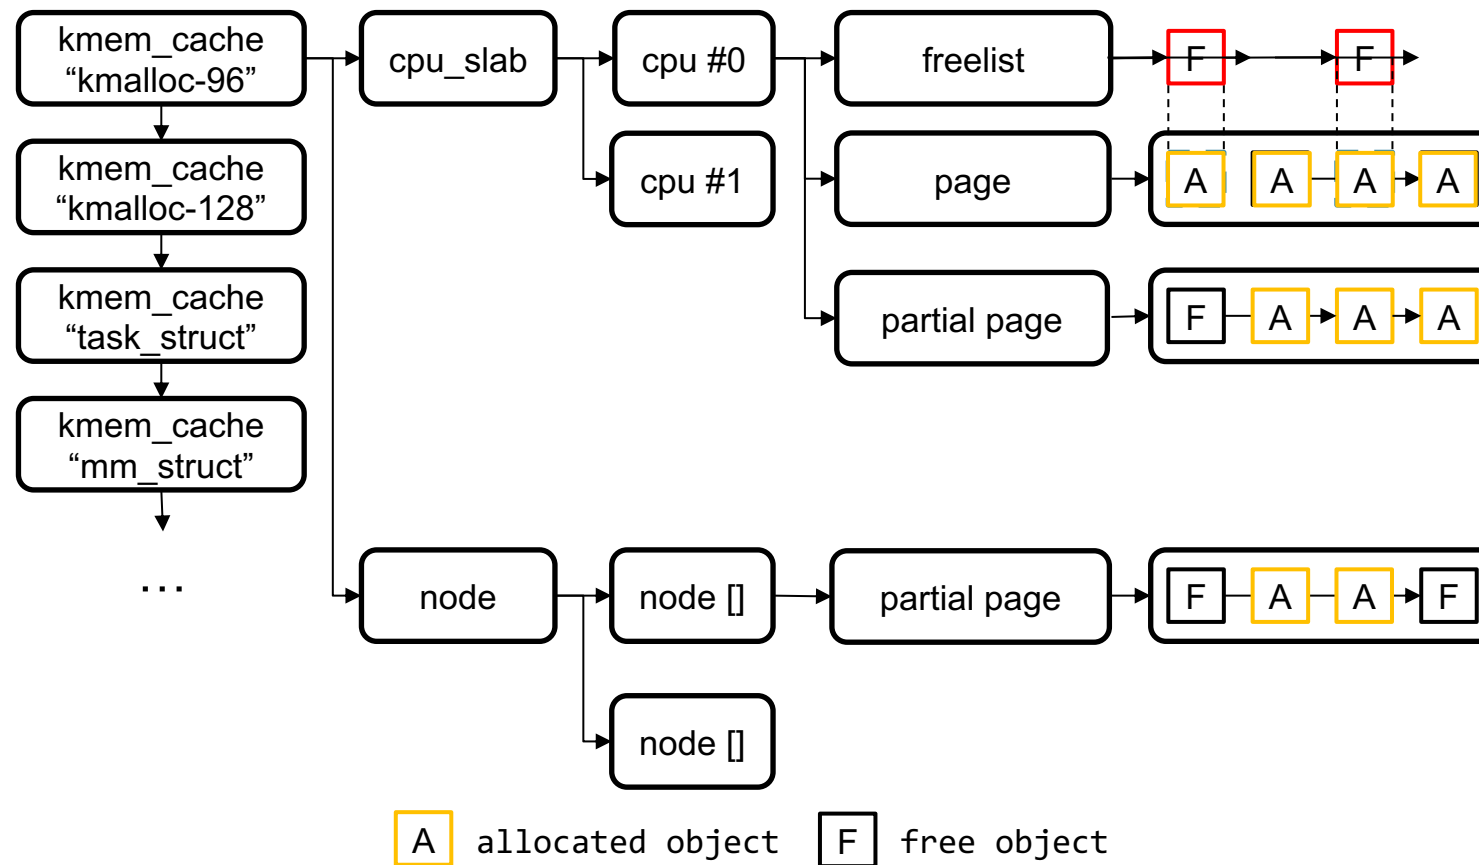 kmem_cache
“kmalloc-96”
cpu_slab
cpu #0
freelist
F
F
kmem_cache
“kmalloc-128”
cpu #1
page
A
A
A
A
kmem_cache
“task_struct”
partial page
F
A
A
A
kmem_cache
“mm_struct”
...
node
node []
partial page
F
A
A
F
node []
A allocated object
F free object